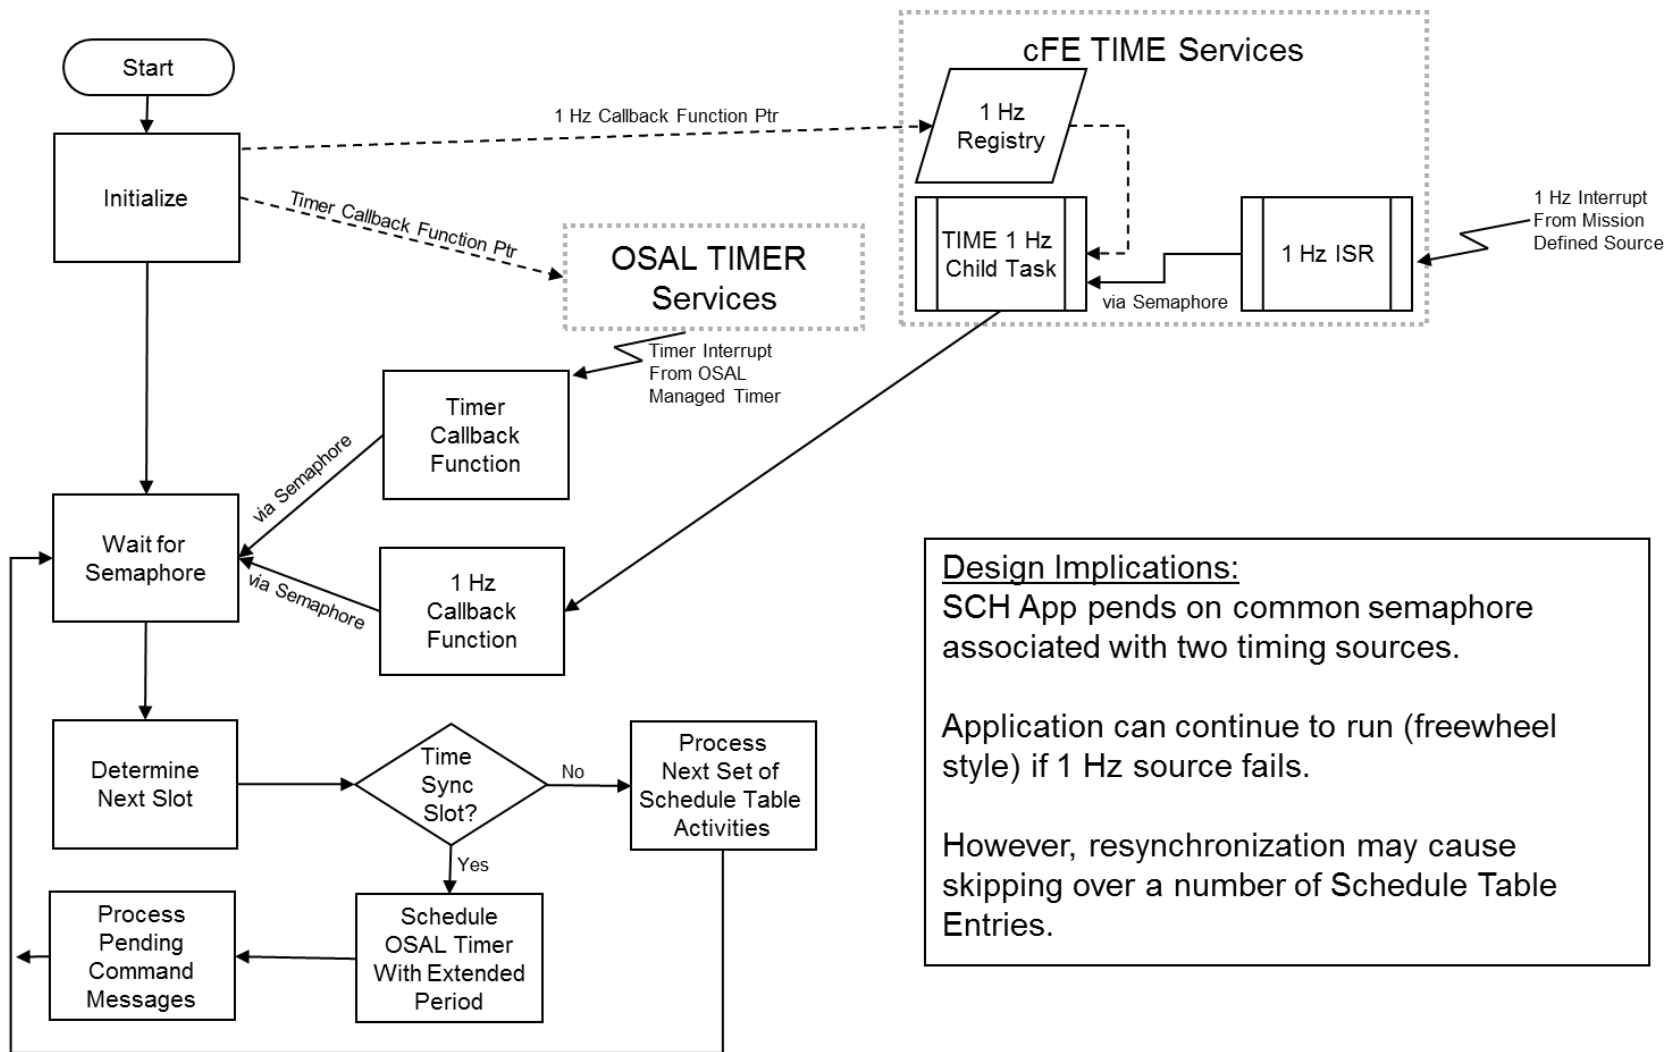 Start
Initialize
1 Hz Callback Function Ptr
Timer Callback Function Ptr
cFE TIME Services
1 Hz
Registry
TIME 1 Hz
Child Task
via Semaphore
1 Hz ISR
1 Hz Interrupt
From Mission
Defined Source
OSAL TIMER
Services
Timer Interrupt
From OSAL
Managed Timer
Timer
Callback
Function
via Semaphore
Wait for
Semaphore
via Semaphore
1 Hz
Callback
Function
Determine
Next Slot
Time
Sync
Slot?
No
Process
Next Set of
Schedule Table
Activities
Yes
Schedule
OSAL Timer
With Extended
Period
Process
Pending
Command
Messages
Design Implications:
SCH App pends on common semaphore
associated with two timing sources.
Application can continue to run (freewheel
style) if 1 Hz source fails.
However, resynchronization may cause
skipping over a number of Schedule Table
Entries.